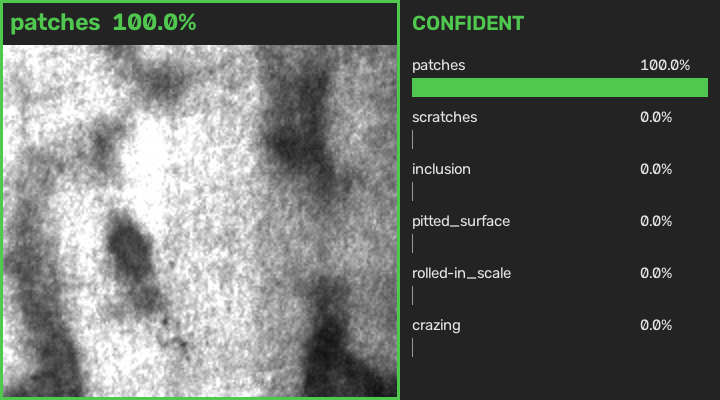 patches 100.0%
CONFIDENT
patches 100.0%
scratches 0.0%
inclusion 0.0%
pitted_surface 0.0%
rolled-in_scale 0.0%
crazing 0.0%